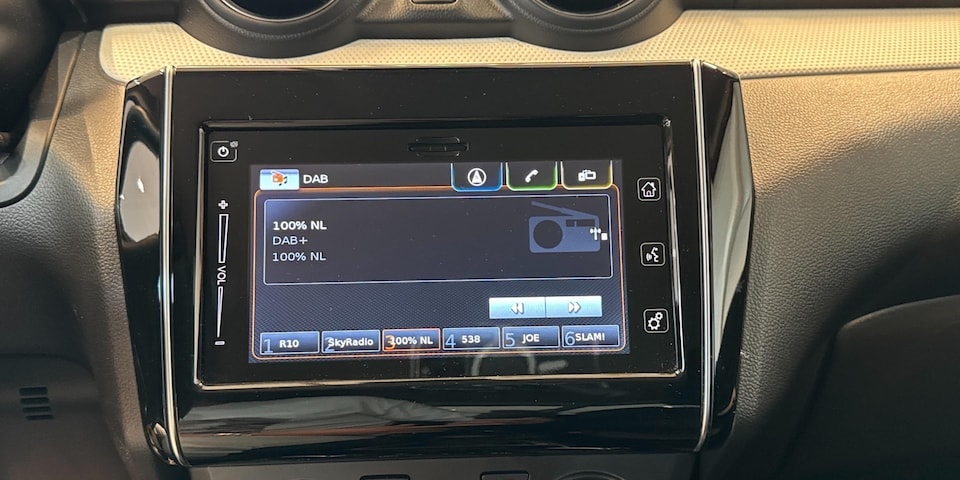 DAB
100% NL
DAB+
100% NL
+
VOL
−
1 R10 2 SkyRadio 3 100% NL 4 538 5 JOE 6 SLAM!